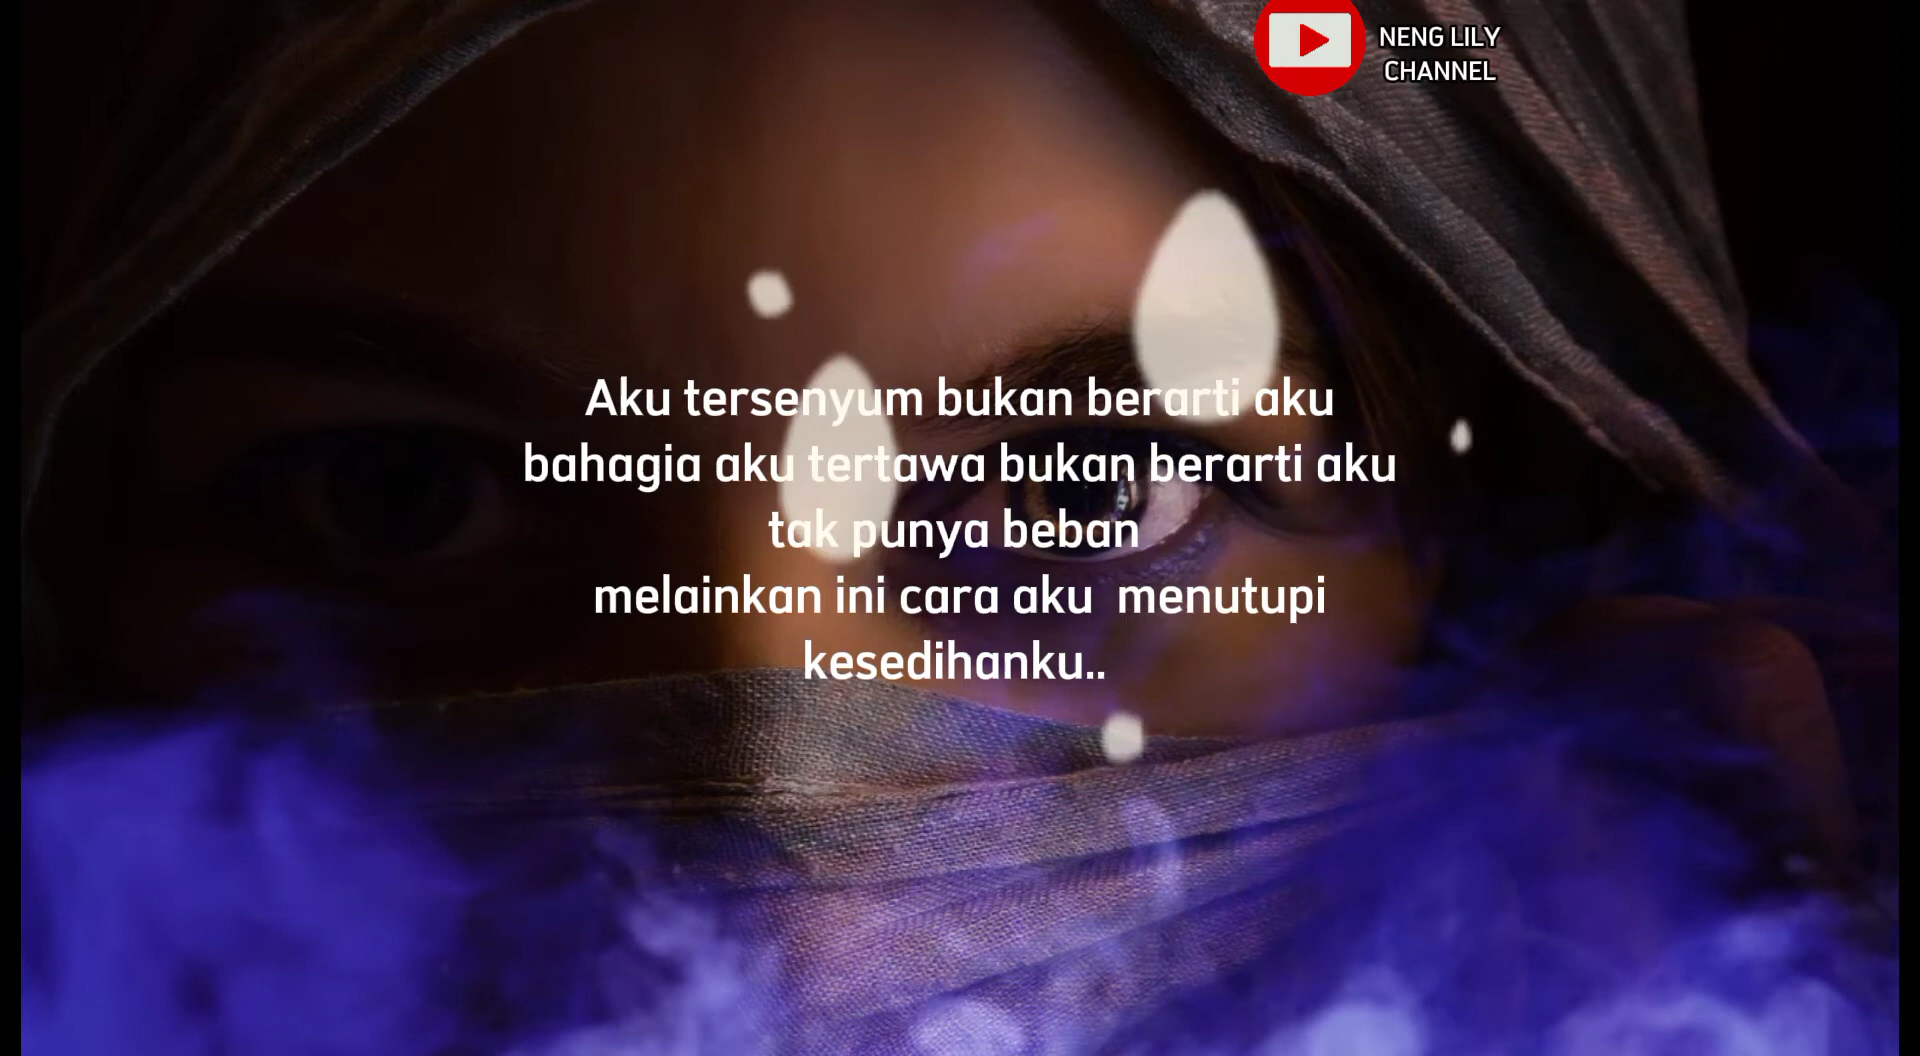 NENG LILY
CHANNEL
Aku tersenyum bukan berarti aku
bahagia aku tertawa bukan berarti aku
tak punya beban
melainkan ini cara aku  menutupi
kesedihanku..